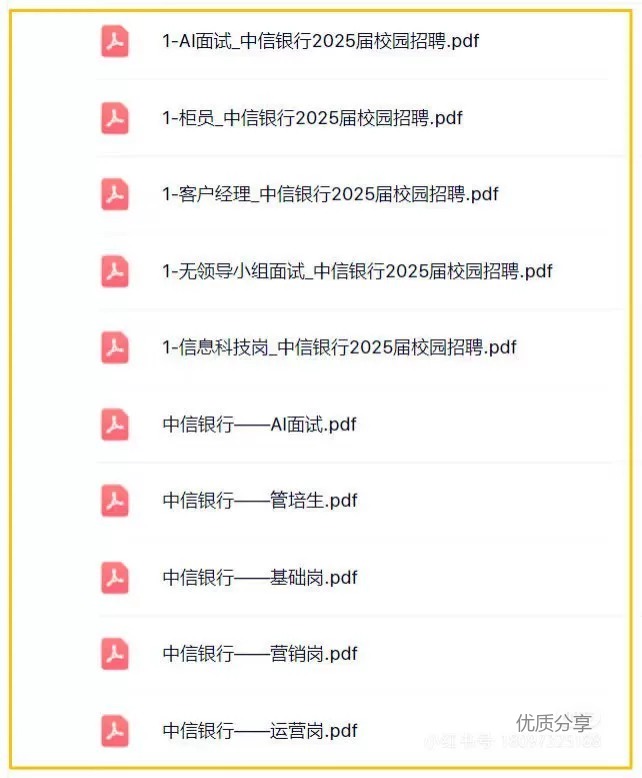 1-AI面试_中信银行2025届校园招聘.pdf
1-柜员_中信银行2025届校园招聘.pdf
1-客户经理_中信银行2025届校园招聘.pdf
1-无领导小组面试_中信银行2025届校园招聘.pdf
1-信息科技岗_中信银行2025届校园招聘.pdf
中信银行——AI面试.pdf
中信银行——管培生.pdf
中信银行——基础岗.pdf
中信银行——营销岗.pdf
优质分享
中信银行——运营岗.pdf
小红书号